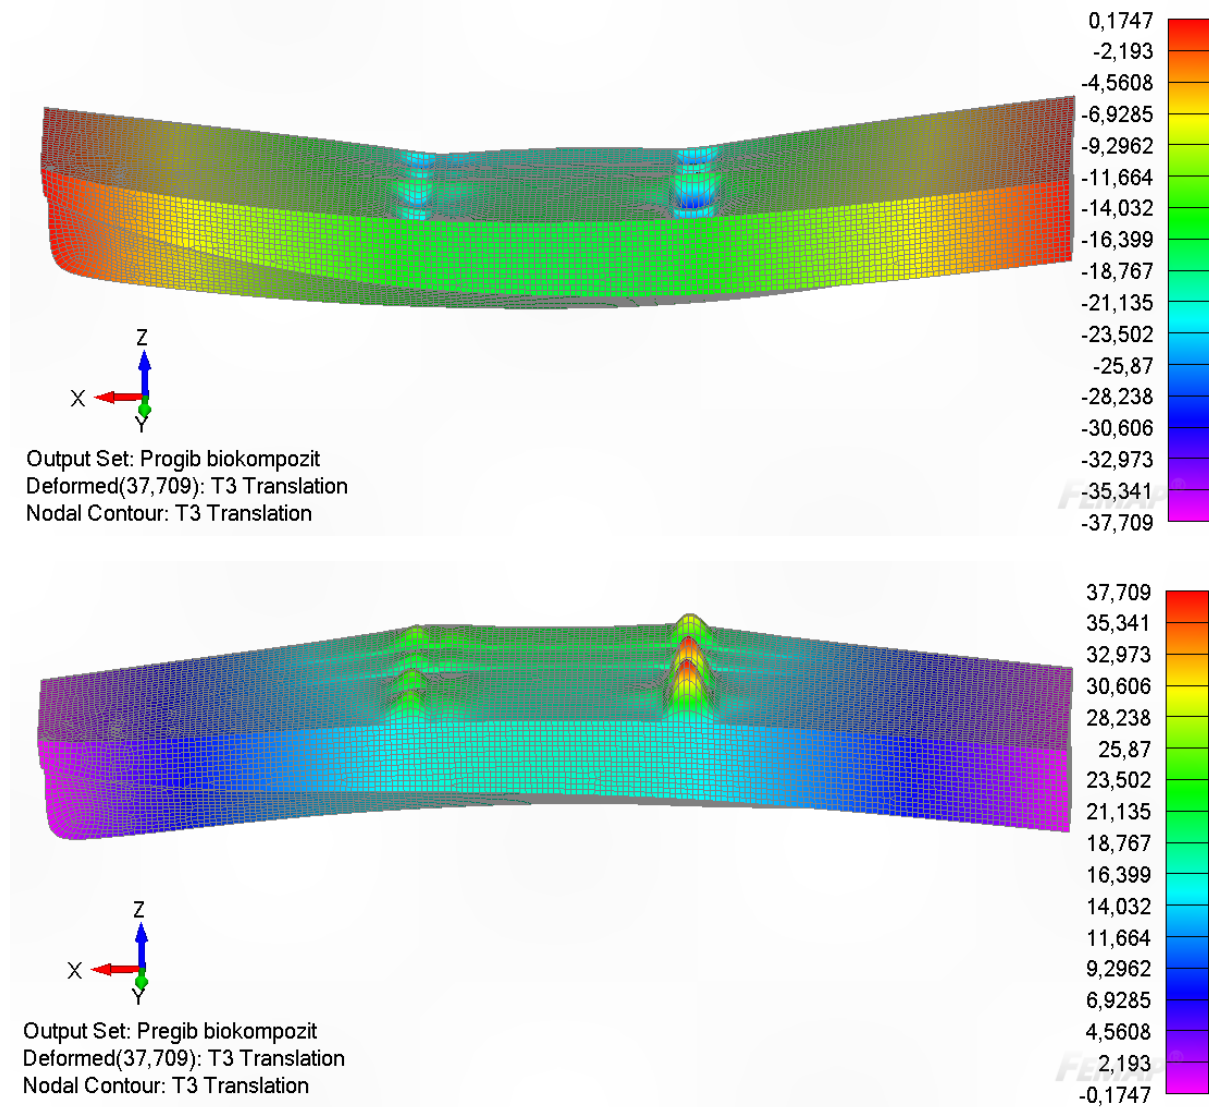 0,1747
-2,193
-4,5608
-6,9285
-9,2962
-11,664
-14,032
-16,399
-18,767
-21,135
-23,502
-25,87
-28,238
-30,606
-32,973
-35,341
-37,709
Z
X
Y
Output Set: Progib biokompozit
Deformed(37,709): T3 Translation
Nodal Contour: T3 Translation
FEMAP®
37,709
35,341
32,973
30,606
28,238
25,87
23,502
21,135
18,767
16,399
14,032
11,664
9,2962
6,9285
4,5608
2,193
-0,1747
Z
X
Y
Output Set: Pregib biokompozit
Deformed(37,709): T3 Translation
Nodal Contour: T3 Translation
FEMAP®